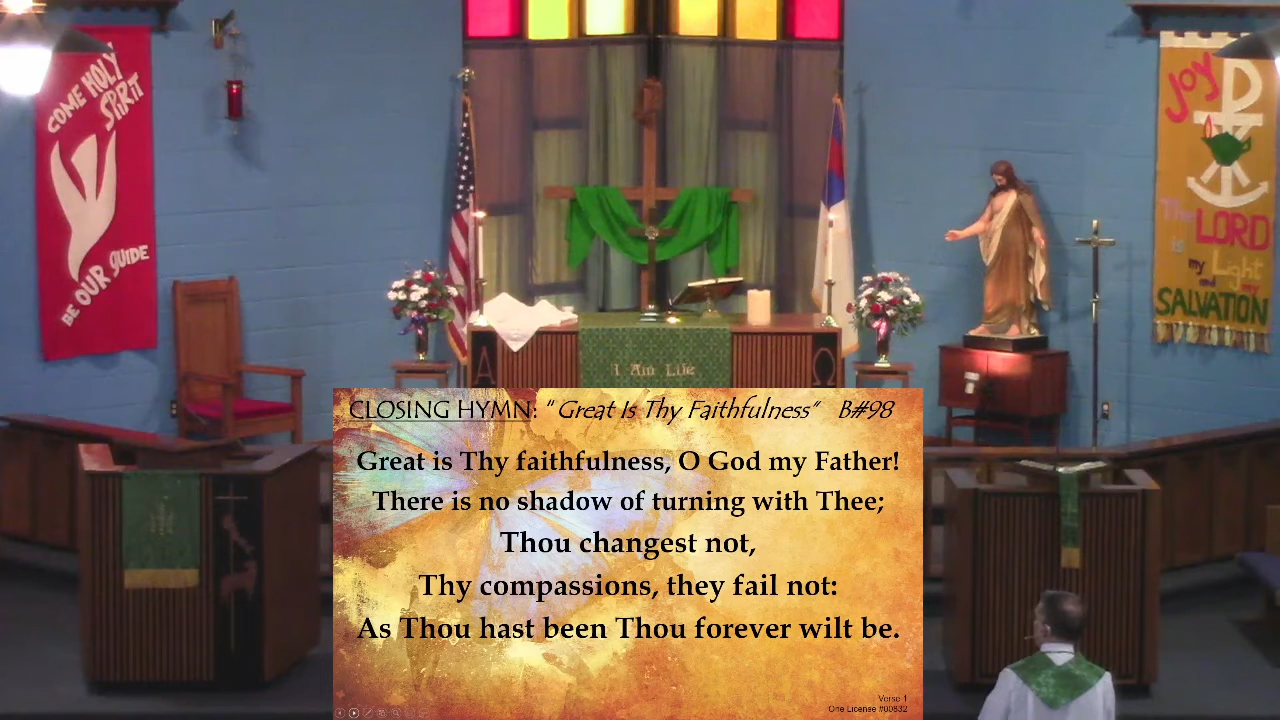 COME HOLY
SPIRIT
BE OUR GUIDE
JOY
The
LORD
is
my Light
and my
SALVATION
Α
I Am Life
Ω
CLOSING HYMN: "Great Is Thy Faithfulness" B#98
Great is Thy faithfulness, O God my Father!
There is no shadow of turning with Thee;
Thou changest not,
Thy compassions, they fail not:
As Thou hast been Thou forever wilt be.
Verse 1
One License #00832